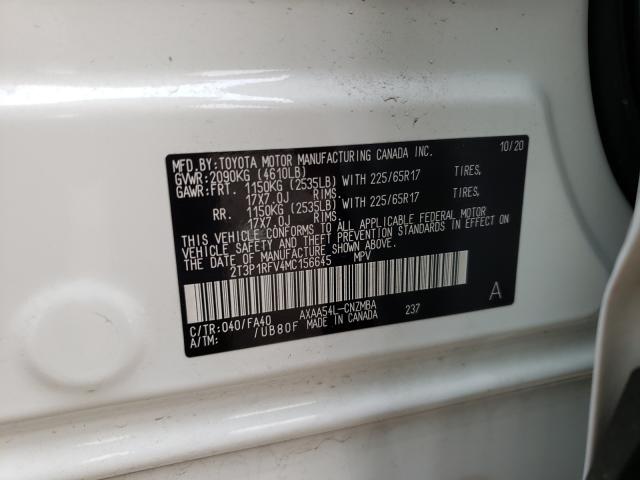 MFD.BY:TOYOTA MOTOR MANUFACTURING CANADA INC. 10/20
GVWR:2090KG (4610LB)
GAWR:FRT. 1150KG (2535LB) WITH 225/65R17 TIRES,
17X7.0J RIMS.
RR. 1150KG (2535LB) WITH 225/65R17 TIRES,
17X7.0J RIMS.
THIS VEHICLE CONFORMS TO ALL APPLICABLE FEDERAL MOTOR
VEHICLE SAFETY AND THEFT PREVENTION STANDARDS IN EFFECT
ON THE DATE OF MANUFACTURE SHOWN ABOVE.
2T3P1RFV4MC156645 MPV
A
C/TR:040/FA40 AXAA54L-CNZMBA 237
A/TM: /UB80F MADE IN CANADA